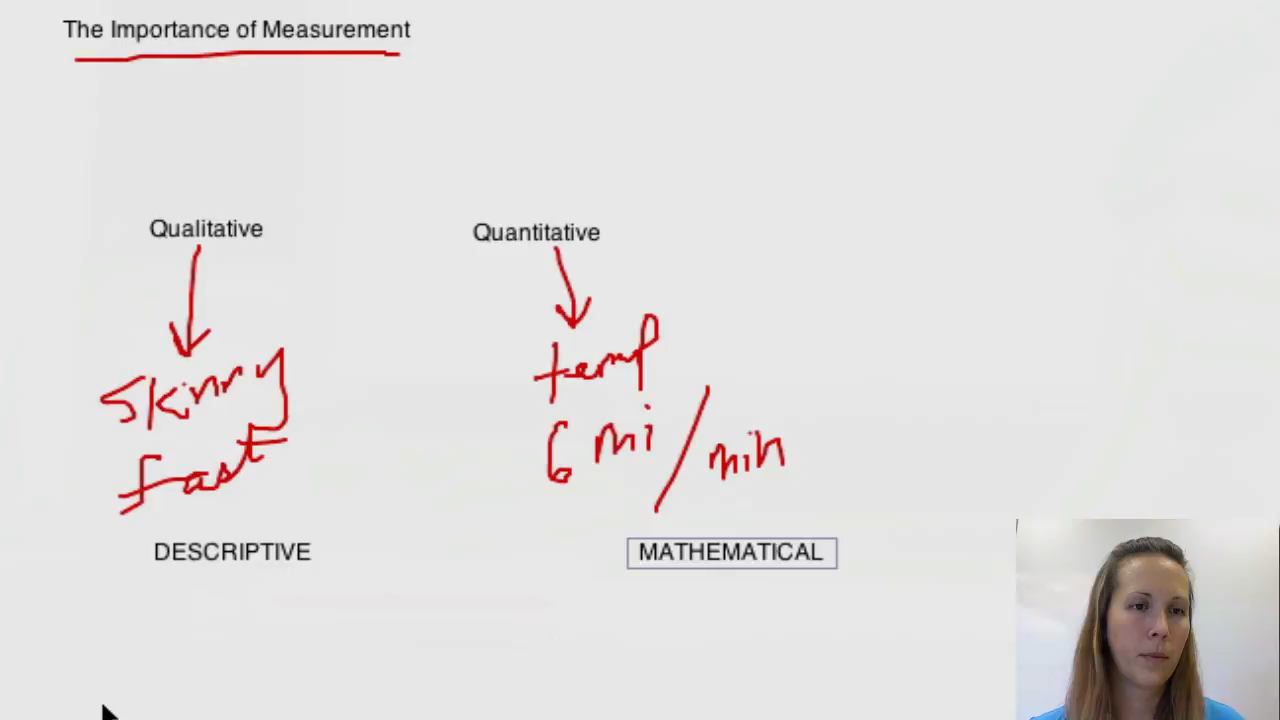 The Importance of Measurement
Qualitative
Quantitative
Skinny
fast
temp
6 mi/min
DESCRIPTIVE
MATHEMATICAL